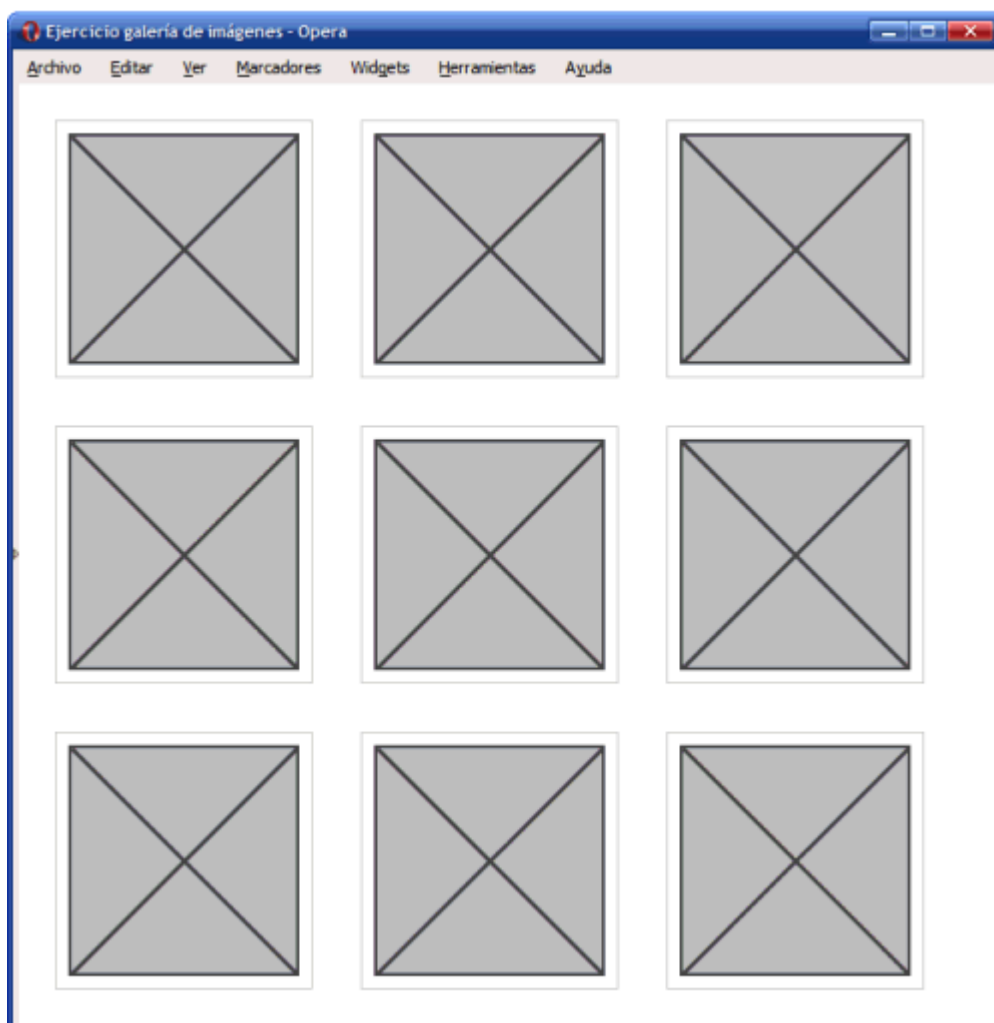 Ejercicio galería de imágenes - Opera
Archivo Editar Ver Marcadores Widgets Herramientas Ayuda